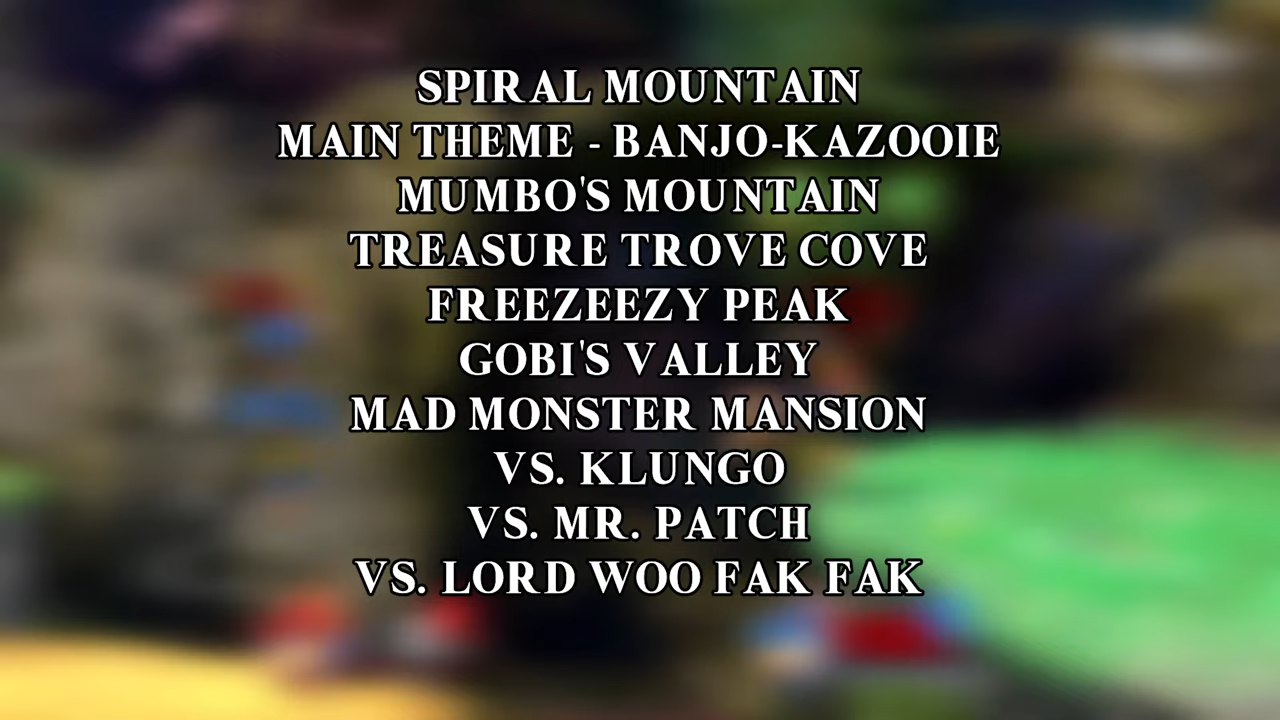 SPIRAL MOUNTAIN
MAIN THEME - BANJO-KAZOOIE
MUMBO'S MOUNTAIN
TREASURE TROVE COVE
FREEZEEZY PEAK
GOBI'S VALLEY
MAD MONSTER MANSION
VS. KLUNGO
VS. MR. PATCH
VS. LORD WOO FAK FAK